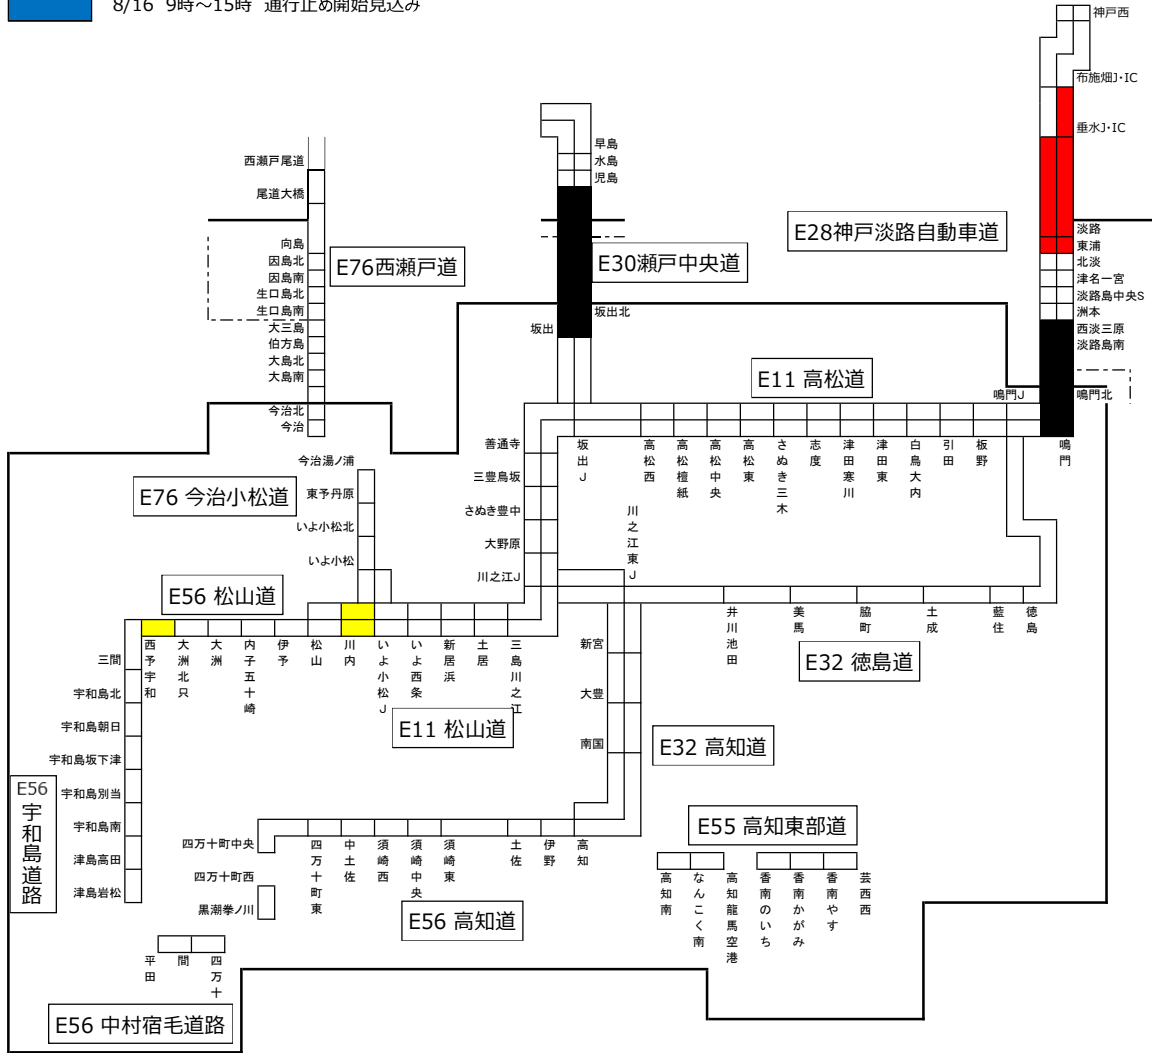 8/16 9時～15時 通行止め開始見込み
神戸西
布施畑J・IC
垂水J・IC
淡路
東浦
北淡
津名一宮
淡路島中央S
洲本
西淡三原
淡路島南
鳴門北
鳴門J
鳴門
E28神戸淡路自動車道
早島
水島
児島
坂出北
坂出
E30瀬戸中央道
西瀬戸尾道
尾道大橋
向島
因島北
因島南
生口島北
生口島南
大三島
伯方島
大島北
大島南
今治北
今治
E76西瀬戸道
E11 高松道
善通寺
三豊鳥坂
さぬき豊中
大野原
川之江J
坂出J
高松西
高松檀紙
高松中央
高松東
さぬき三木
志度
津田寒川
津田東
白鳥大内
引田
板野
川之江東J
今治湯ノ浦
東予丹原
いよ小松北
いよ小松
E76 今治小松道
E56 松山道
西予宇和
大洲北只
大洲
内子五十崎
伊予
松山
川内
いよ小松J
いよ西条
新居浜
土居
三島川之江
E11 松山道
井川池田
美馬
脇町
土成
藍住
徳島
E32 徳島道
新宮
大豊
南国
E32 高知道
三間
宇和島北
宇和島朝日
宇和島坂下津
宇和島別当
宇和島南
津島高田
津島岩松
E56
宇和島道路
四万十町中央
四万十町西
黒潮拳ノ川
四万十町東
中土佐
須崎西
須崎中央
須崎東
土佐
伊野
高知
E56 高知道
E55 高知東部道
高知南
なんこく南
高知龍馬空港
香南のいち
香南かがみ
香南やす
芸西西
平田
間
四万十
E56 中村宿毛道路